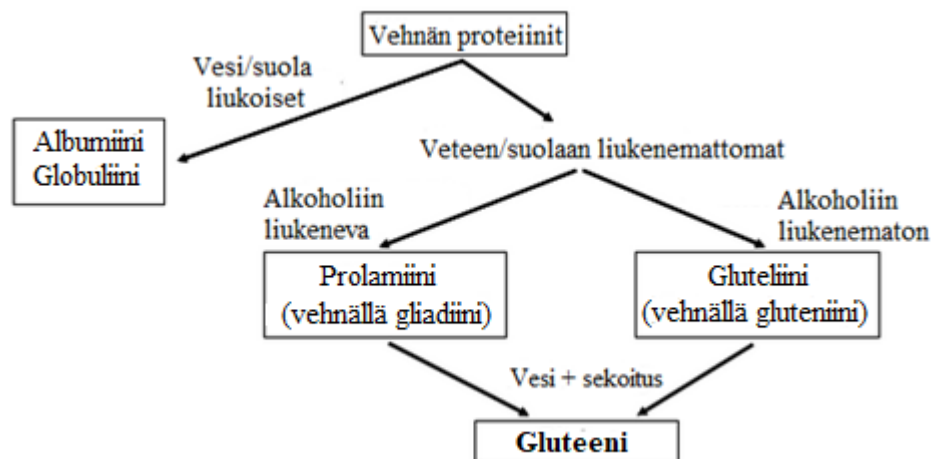 Vehnän proteiinit
Vesi/suola
liukoiset
Albumiini
Globuliini
Veteen/suolaan liukenemattomat
Alkoholiin
liukeneva
Alkoholiin
liukenematon
Prolamiini
(vehnällä gliadiini)
Gluteliini
(vehnällä gluteniini)
Vesi + sekoitus
Gluteeni